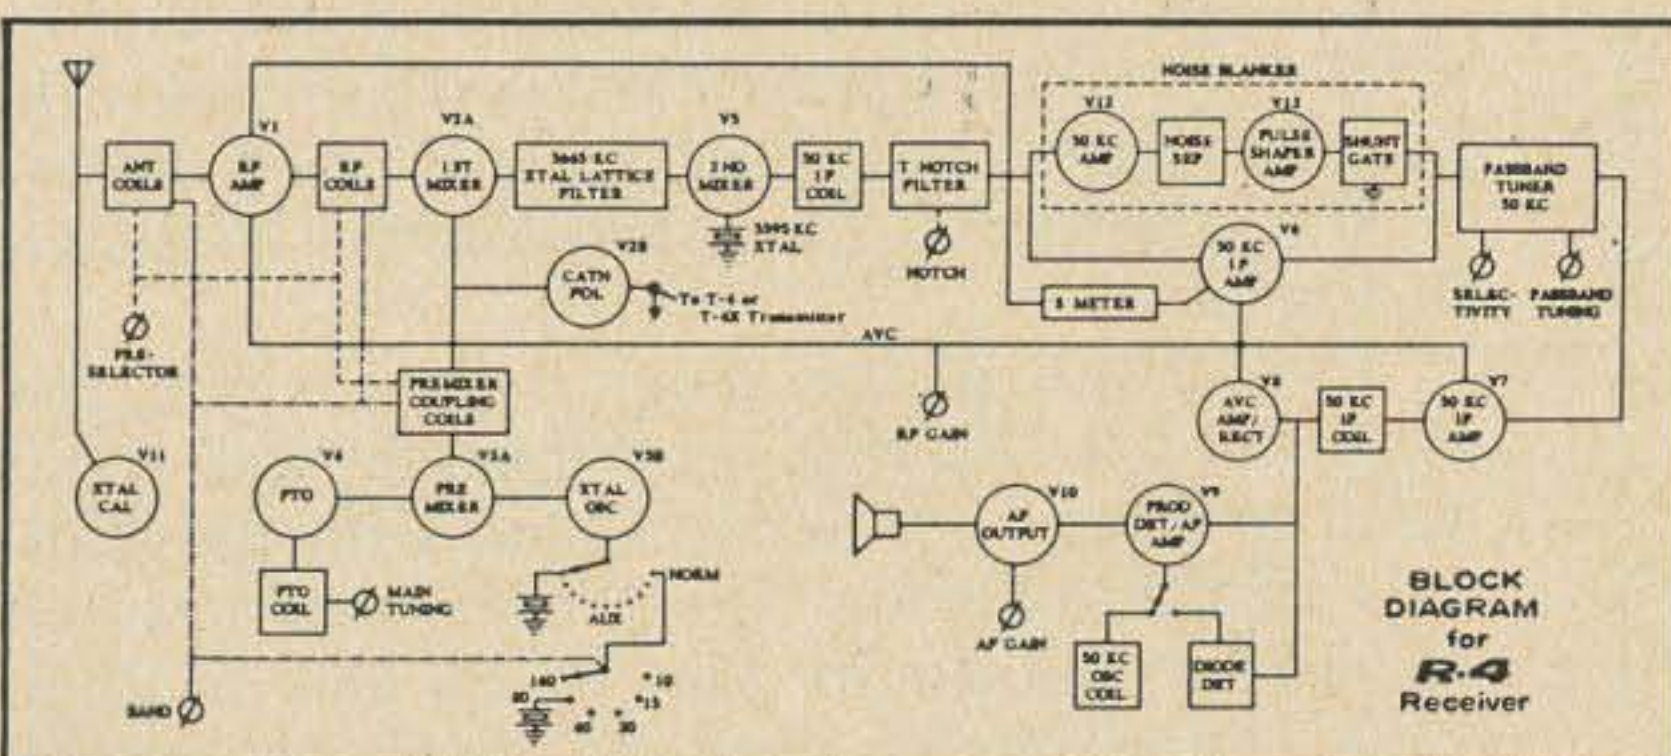 NOISE BLANKER
V1
V2A
V3
V12
V13
ANT
COILS
RF
AMP
RF
COILS
1ST
MIXER
5645 KC
XTAL LATTICE
FILTER
2ND
MIXER
50 KC
IF
COIL
T NOTCH
FILTER
50 KC
AMP
NOISE
SEP
PULSE
SHAPER
AMP
SHUNT
GATE
PASSBAND
TUNER
50 KC
5595 KC
XTAL
V2B
CATH
FOL
To T-4 or
T-4X Transmitter
NOTCH
V6
50 KC
IF
AMP
S METER
SELEC-
TIVITY
PASSBAND
TUNING
PRE-
SELECTOR
AVC
PREMIXER
COUPLING
COILS
RF GAIN
V8
AVC
AMP/
RECT
50 KC
IF
COIL
V7
50 KC
IF
AMP
V11
XTAL
CAL
V4
PTO
V5A
PRE
MIXER
V5B
XTAL
OSC
V10
AF
OUTPUT
V9
PROD
DET/AF
AMP
PTO
COIL
MAIN
TUNING
NORM
AUX
AF GAIN
50 KC
OSC
COIL
DIODE
DET
BAND
160
80
40
20
15
10
BLOCK
DIAGRAM
for
R-4
Receiver